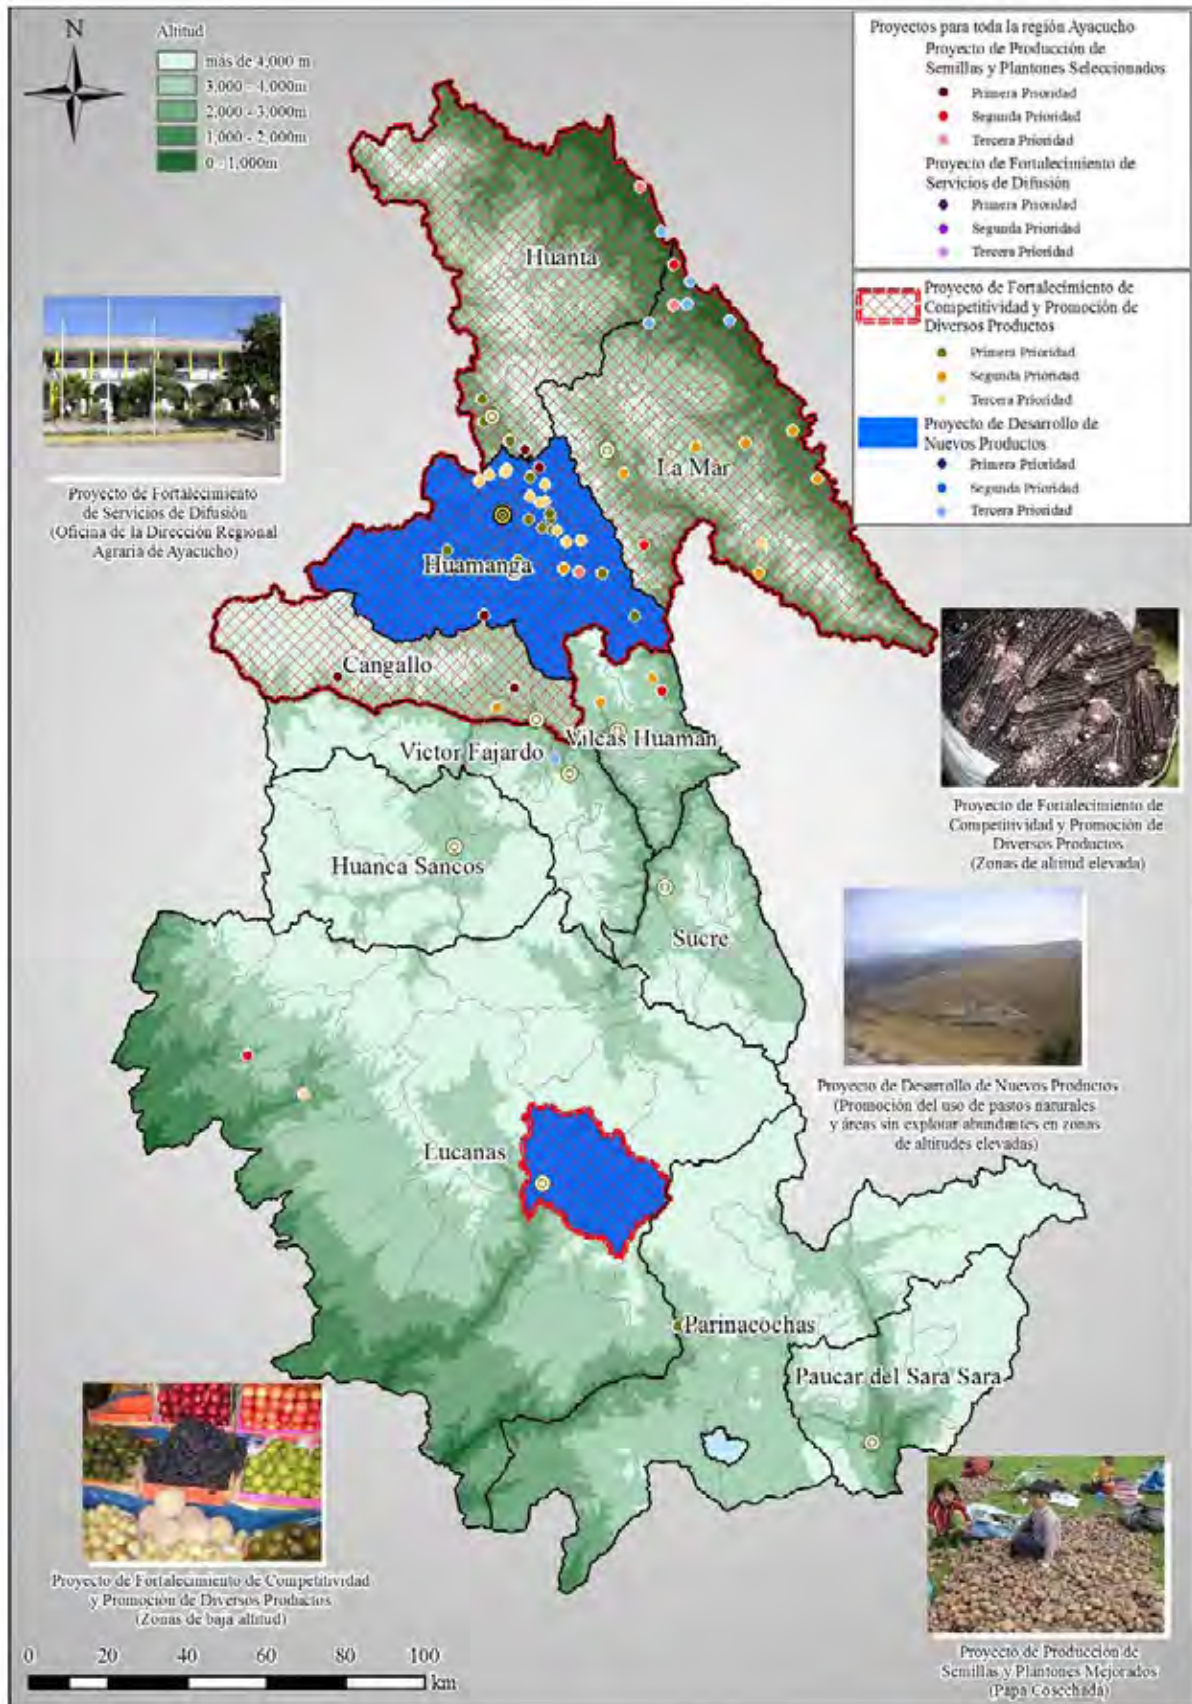 N
Altitud
más de 4,000 m
3,000 - 4,000m
2,000 - 3,000m
1,000 - 2,000m
0 - 1,000m
Proyectos para toda la región Ayacucho
Proyecto de Producción de
Semillas y Plantones Seleccionados
Primera Prioridad
Segunda Prioridad
Tercera Prioridad
Proyecto de Fortalecimiento de
Servicios de Difusión
Primera Prioridad
Segunda Prioridad
Tercera Prioridad
Proyecto de Fortalecimiento de
Competitividad y Promoción de
Diversos Productos
Primera Prioridad
Segunda Prioridad
Tercera Prioridad
Proyecto de Desarrollo de
Nuevos Productos
Primera Prioridad
Segunda Prioridad
Tercera Prioridad
Huanta
La Mar
Huamanga
Cangallo
Victor Fajardo
Vilcas Huaman
Huanca Sancos
Sucre
Lucanas
Parinacochas
Paucar del Sara Sara
Proyecto de Fortalecimiento
de Servicios de Difusión
(Oficina de la Dirección Regional
Agraria de Ayacucho)
Proyecto de Fortalecimiento de
Competitividad y Promoción de
Diversos Productos
(Zonas de altitud elevada)
Proyecto de Desarrollo de Nuevos Productos
(Promoción del uso de pastos naturales
y áreas sin explotar abundantes en zonas
de altitudes elevadas)
Proyecto de Fortalecimiento de Competitividad
y Promoción de Diversos Productos
(Zonas de baja altitud)
Proyecto de Producción de
Semillas y Plantones Mejorados
(Papa Cosechada)
0 20 40 60 80 100
km